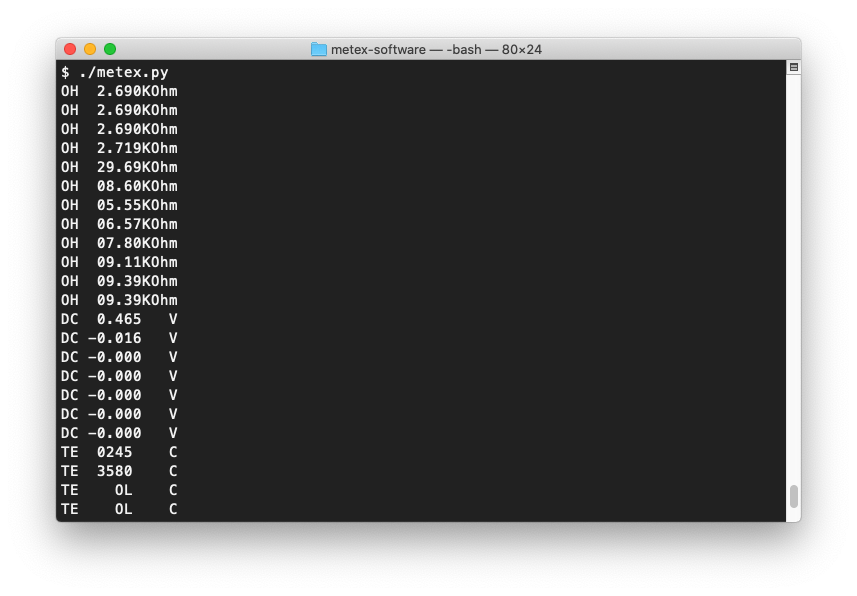 metex-software — -bash — 80×24
$ ./metex.py
OH  2.690KOhm
OH  2.690KOhm
OH  2.690KOhm
OH  2.719KOhm
OH  29.69KOhm
OH  08.60KOhm
OH  05.55KOhm
OH  06.57KOhm
OH  07.80KOhm
OH  09.11KOhm
OH  09.39KOhm
OH  09.39KOhm
DC  0.465   V
DC -0.016   V
DC -0.000   V
DC -0.000   V
DC -0.000   V
DC -0.000   V
DC -0.000   V
TE  0245    C
TE  3580    C
TE    OL    C
TE    OL    C